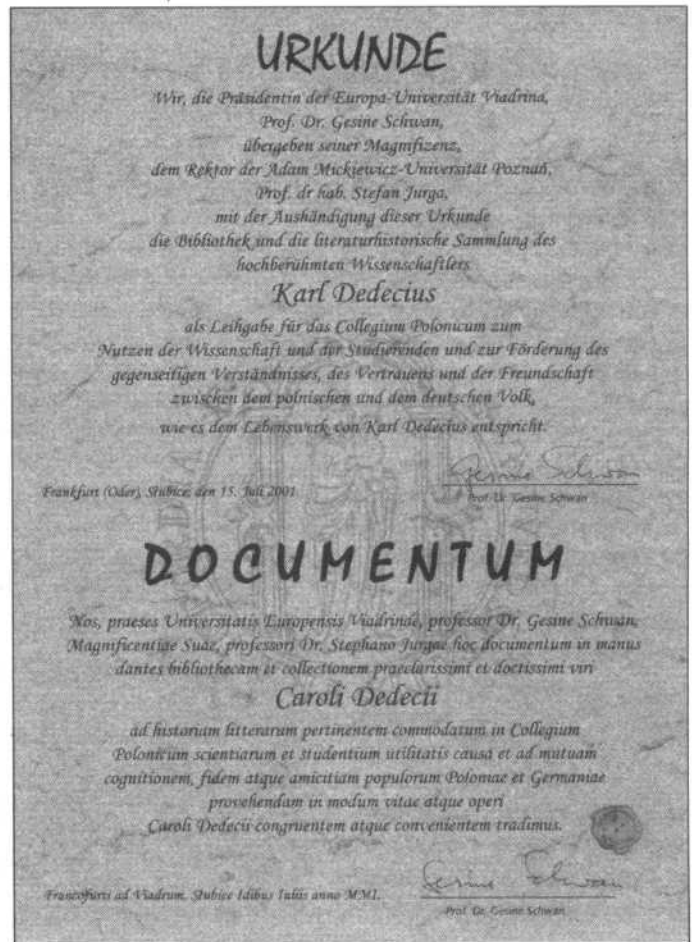 URKUNDE
Wir, die Präsidentin der Europa-Universität Viadrina,
Prof. Dr. Gesine Schwan,
übergeben seiner Magnifizenz,
dem Rektor der Adam Mickiewicz-Universität Poznań,
Prof. dr hab. Stefan Jurga,
mit der Aushändigung dieser Urkunde
die Bibliothek und die literaturhistorische Sammlung des
hochberühmten Wissenschaftlers
Karl Dedecius
als Leihgabe für das Collegium Polonicum zum
Nutzen der Wissenschaft und der Studierenden und zur Förderung des
gegenseitigen Verständnisses, des Vertrauens und der Freundschaft
zwischen dem polnischen und dem deutschen Volk,
wie es dem Lebenswerk von Karl Dedecius entspricht.
Gesine Schwan
Frankfurt (Oder), Słubice, den 15. Juli 2001
Prof. Dr. Gesine Schwan
DOCUMENTUM
Nos, praeses Universitatis Europensis Viadrinae, professor Dr. Gesine Schwan,
Magnificentiae Suae, professori Dr. Stephano Jurgae hoc documentum in manus
dantes bibliothecam et collectionem praeclarissimi et doctissimi viri
Caroli Dedecii
ad historiam litterarum pertinentem commodatum in Collegium
Polonicum scientiarum et studentium utilitatis causa et ad mutuam
cognitionem, fidem atque amicitiam populorum Poloniae et Germaniae
provehendam in modum vitae atque operi
Caroli Dedecii congruentem atque convenientem tradimus.
Gesine Schwan
Francofurti ad Viadrum, Słubice Idibus Iuliis anno MMI.
Prof. Dr. Gesine Schwan